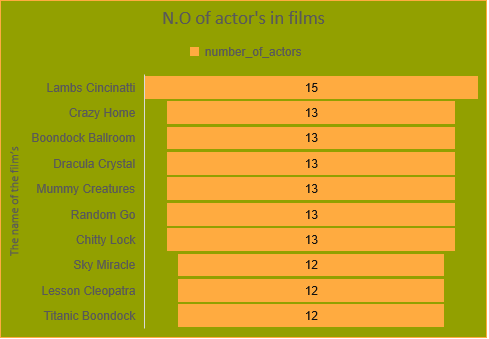 N.O of actor's in films
number_of_actors
The name of the film's
Lambs Cincinatti 15
Crazy Home 13
Boondock Ballroom 13
Dracula Crystal 13
Mummy Creatures 13
Random Go 13
Chitty Lock 13
Sky Miracle 12
Lesson Cleopatra 12
Titanic Boondock 12